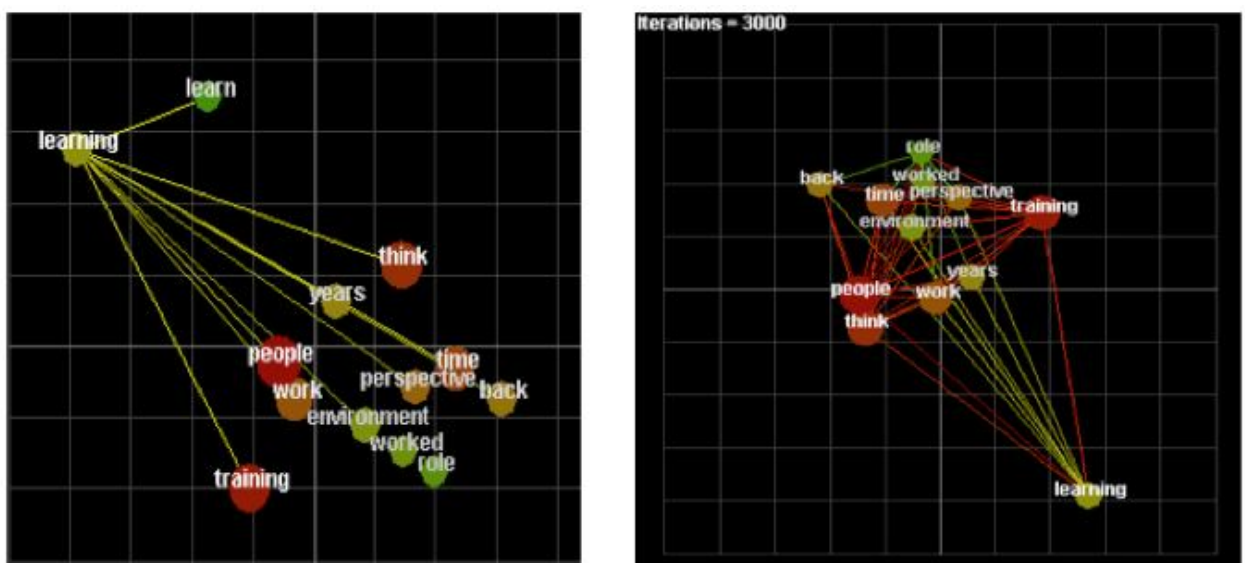 learn
learning
think
years
people
time
perspective
work
back
environment
worked
role
training
Iterations = 3000
role
back
worked
time
perspective
training
environment
years
people
work
think
learning